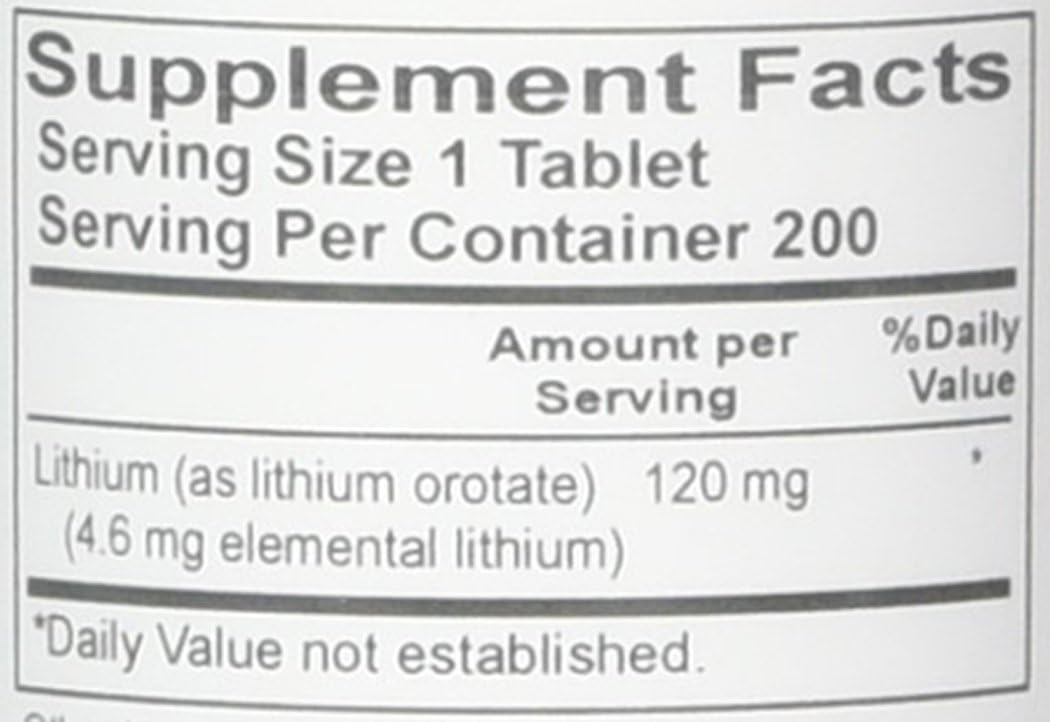 Supplement Facts
Serving Size 1 Tablet
Serving Per Container 200
Amount per %Daily
Serving Value
Lithium (as lithium orotate) 120 mg *
(4.6 mg elemental lithium)
*Daily Value not established.